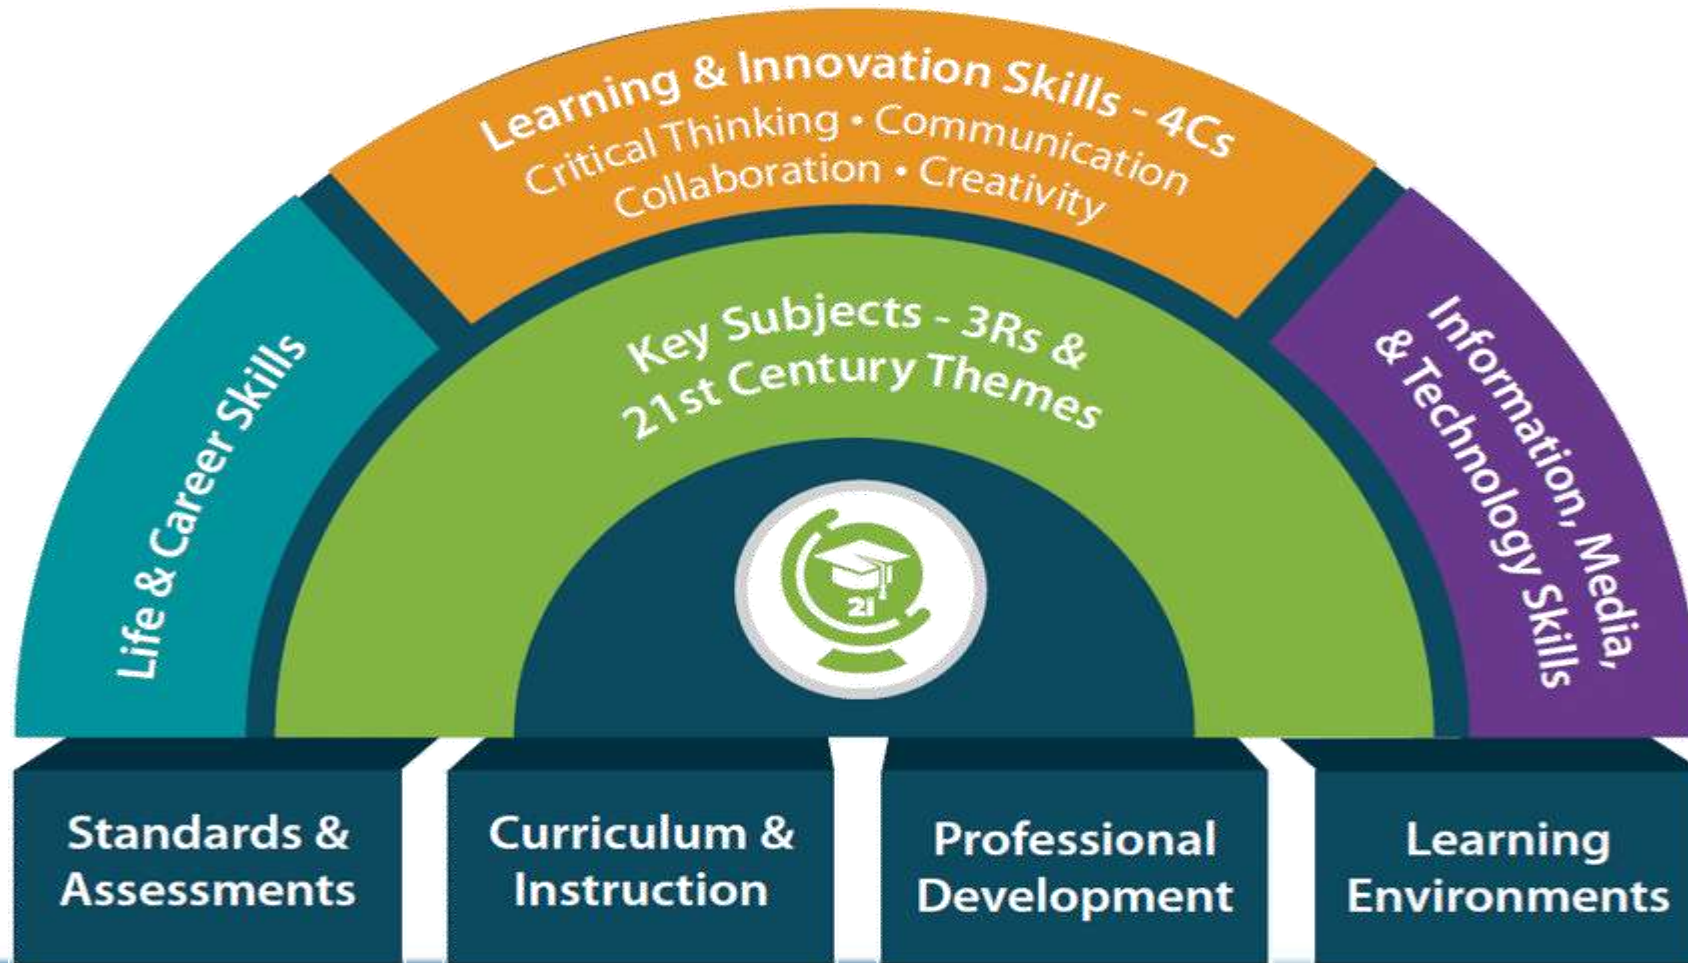 Learning & Innovation Skills - 4Cs
Critical Thinking • Communication
Collaboration • Creativity
Life & Career Skills
Key Subjects - 3Rs &
21st Century Themes
Information, Media,
& Technology Skills
21
Standards &
Assessments
Curriculum &
Instruction
Professional
Development
Learning
Environments